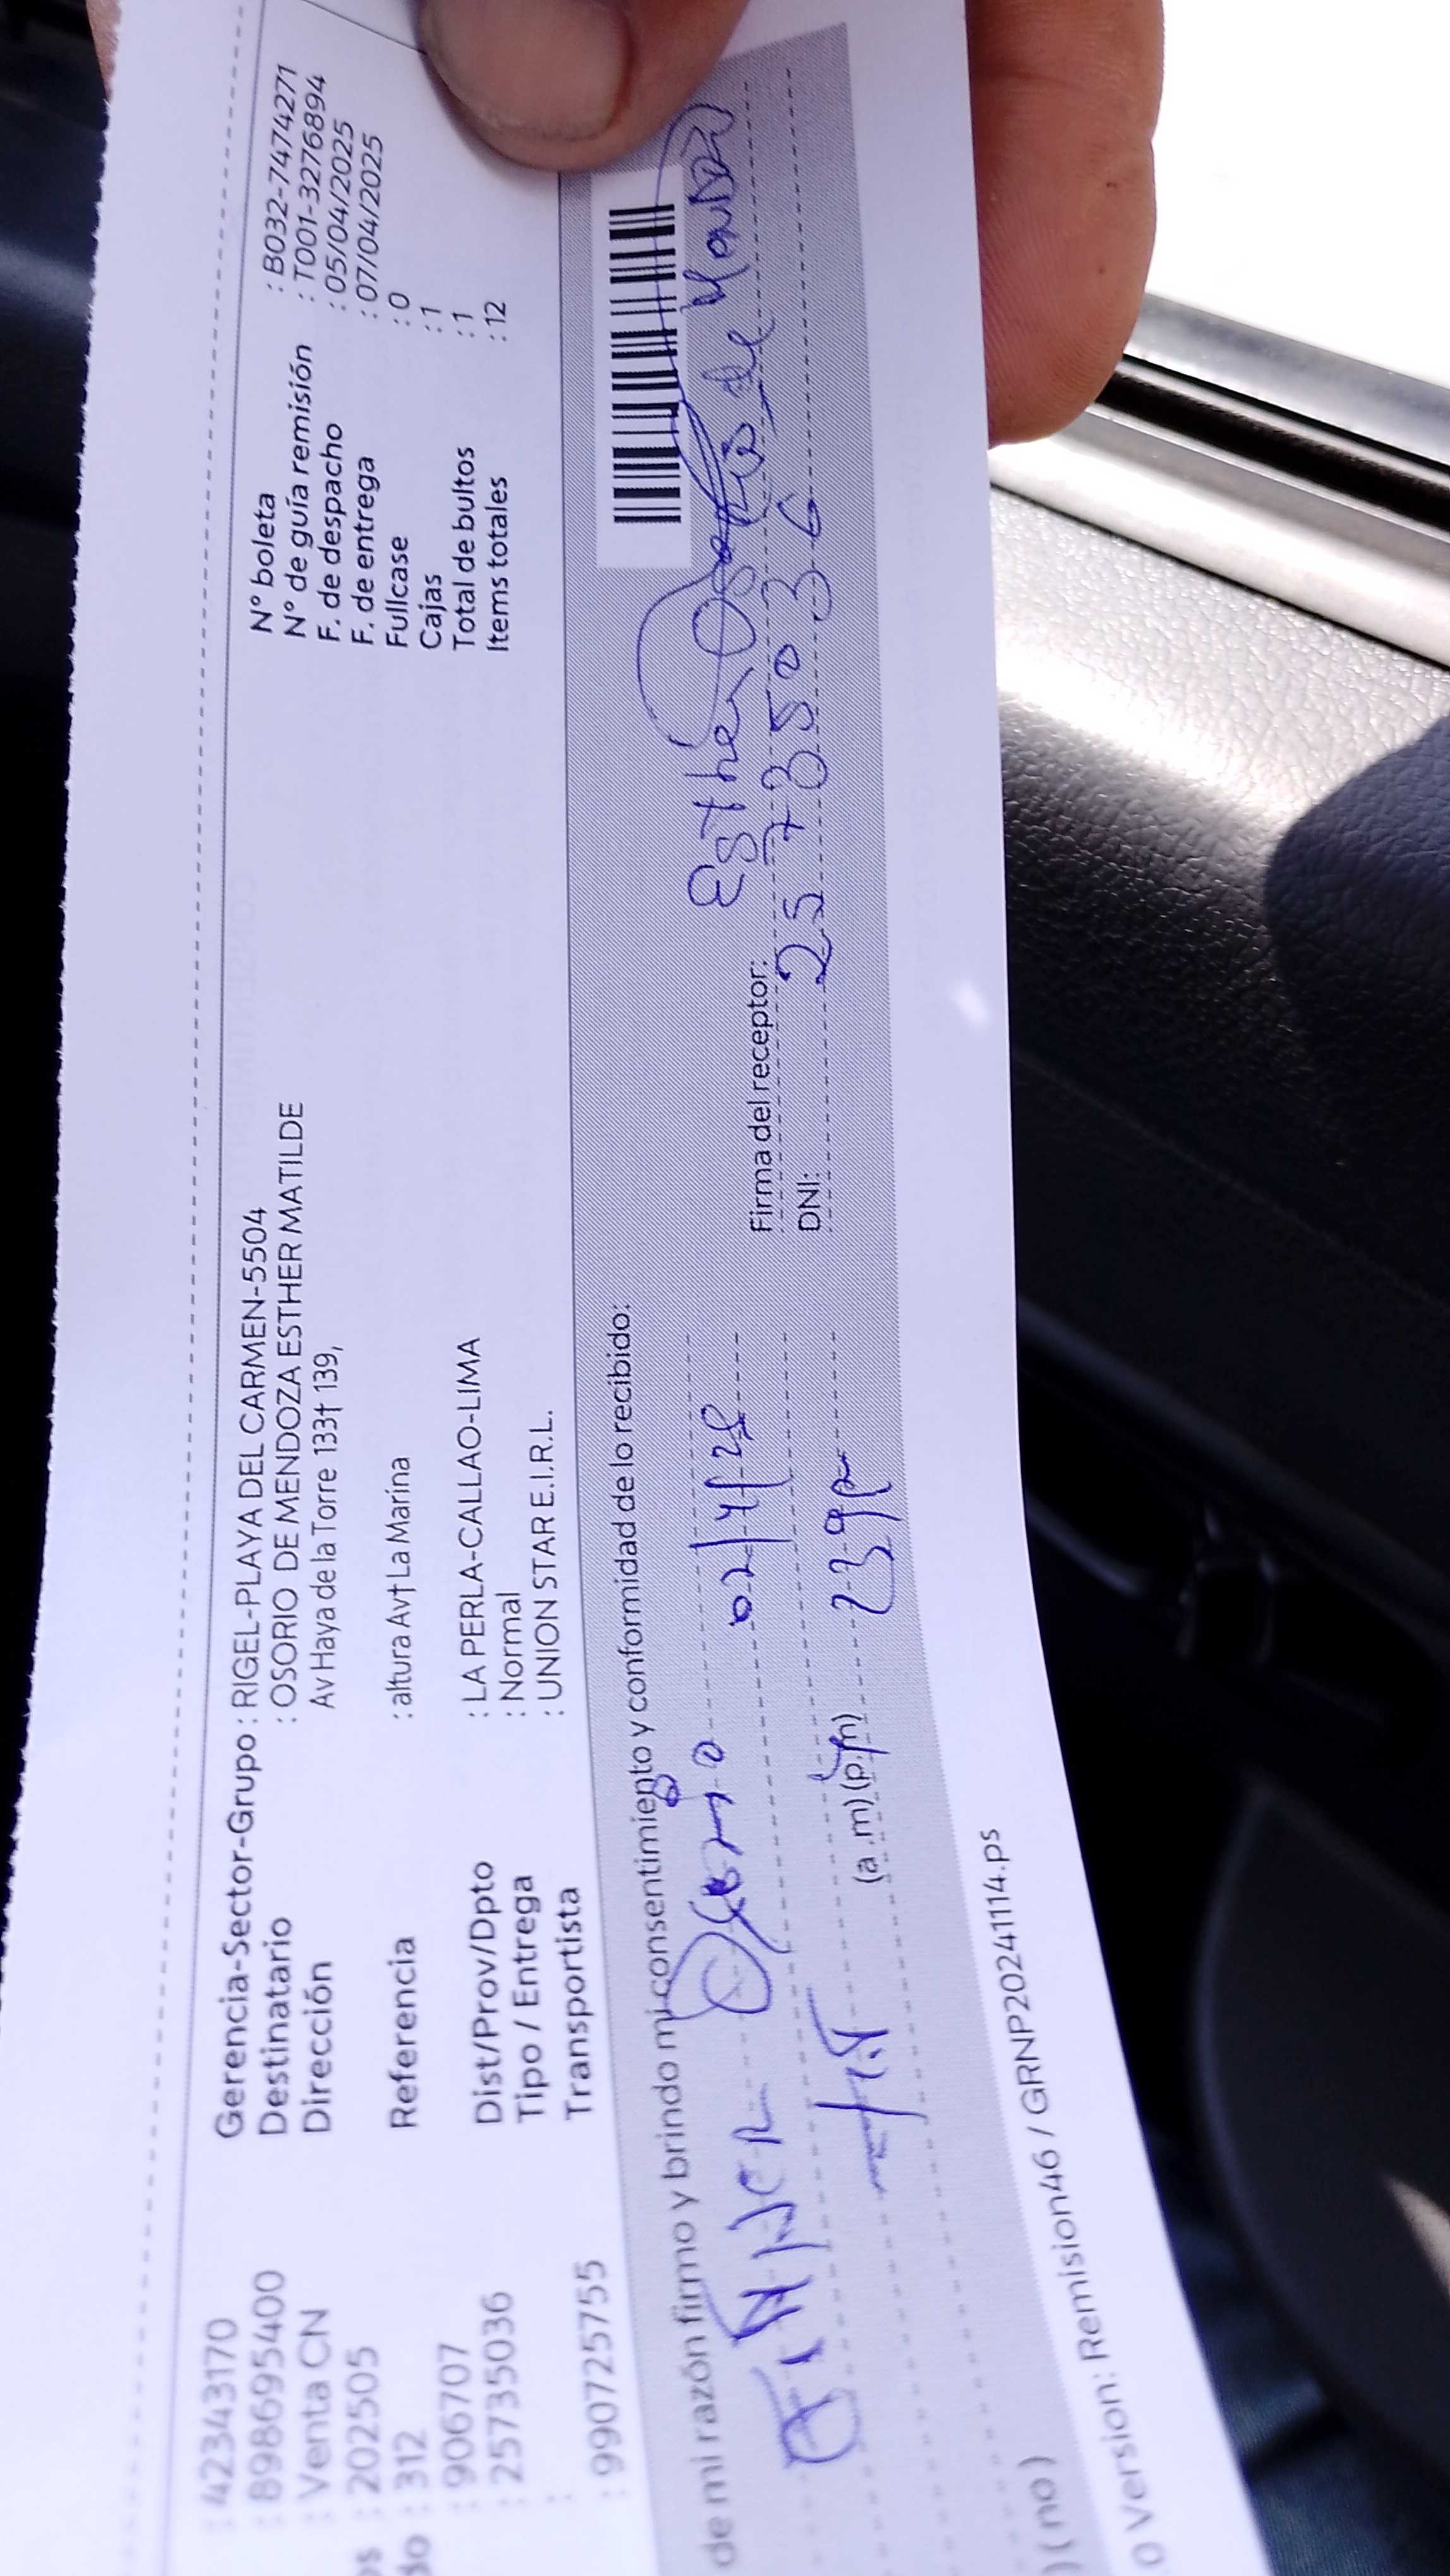 : 42343170
: 898695400
: Venta CN
: 202505
: 312
: 906707
: 25735036
:
: 990725755
Gerencia-Sector-Grupo : RIGEL-PLAYA DEL CARMEN-5504
Destinatario : OSORIO DE MENDOZA ESTHER MATILDE
Dirección Av Haya de la Torre 133† 139,
Referencia : altura Av† La Marina
Dist/Prov/Dpto : LA PERLA-CALLAO-LIMA
Tipo / Entrega : Normal
Transportista : UNION STAR E.I.R.L.
N° boleta : B032-7474271
N° de guía remisión : T001-3276894
F. de despacho : 05/04/2025
F. de entrega : 07/04/2025
Fullcase : 0
Cajas : 1
Total de bultos : 1
Items totales : 12
de mi razón firmo y brindo mi consentimiento y conformidad de lo recibido:
(a .m) (p.m)
Firma del receptor: Esther
DNI: 25735036
) ( no )
0 Version: Remision46 / GRNP20241114.ps